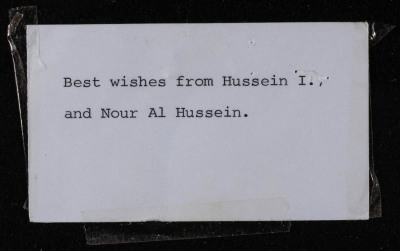 Best wishes from Hussein I.,
and Nour Al Hussein.